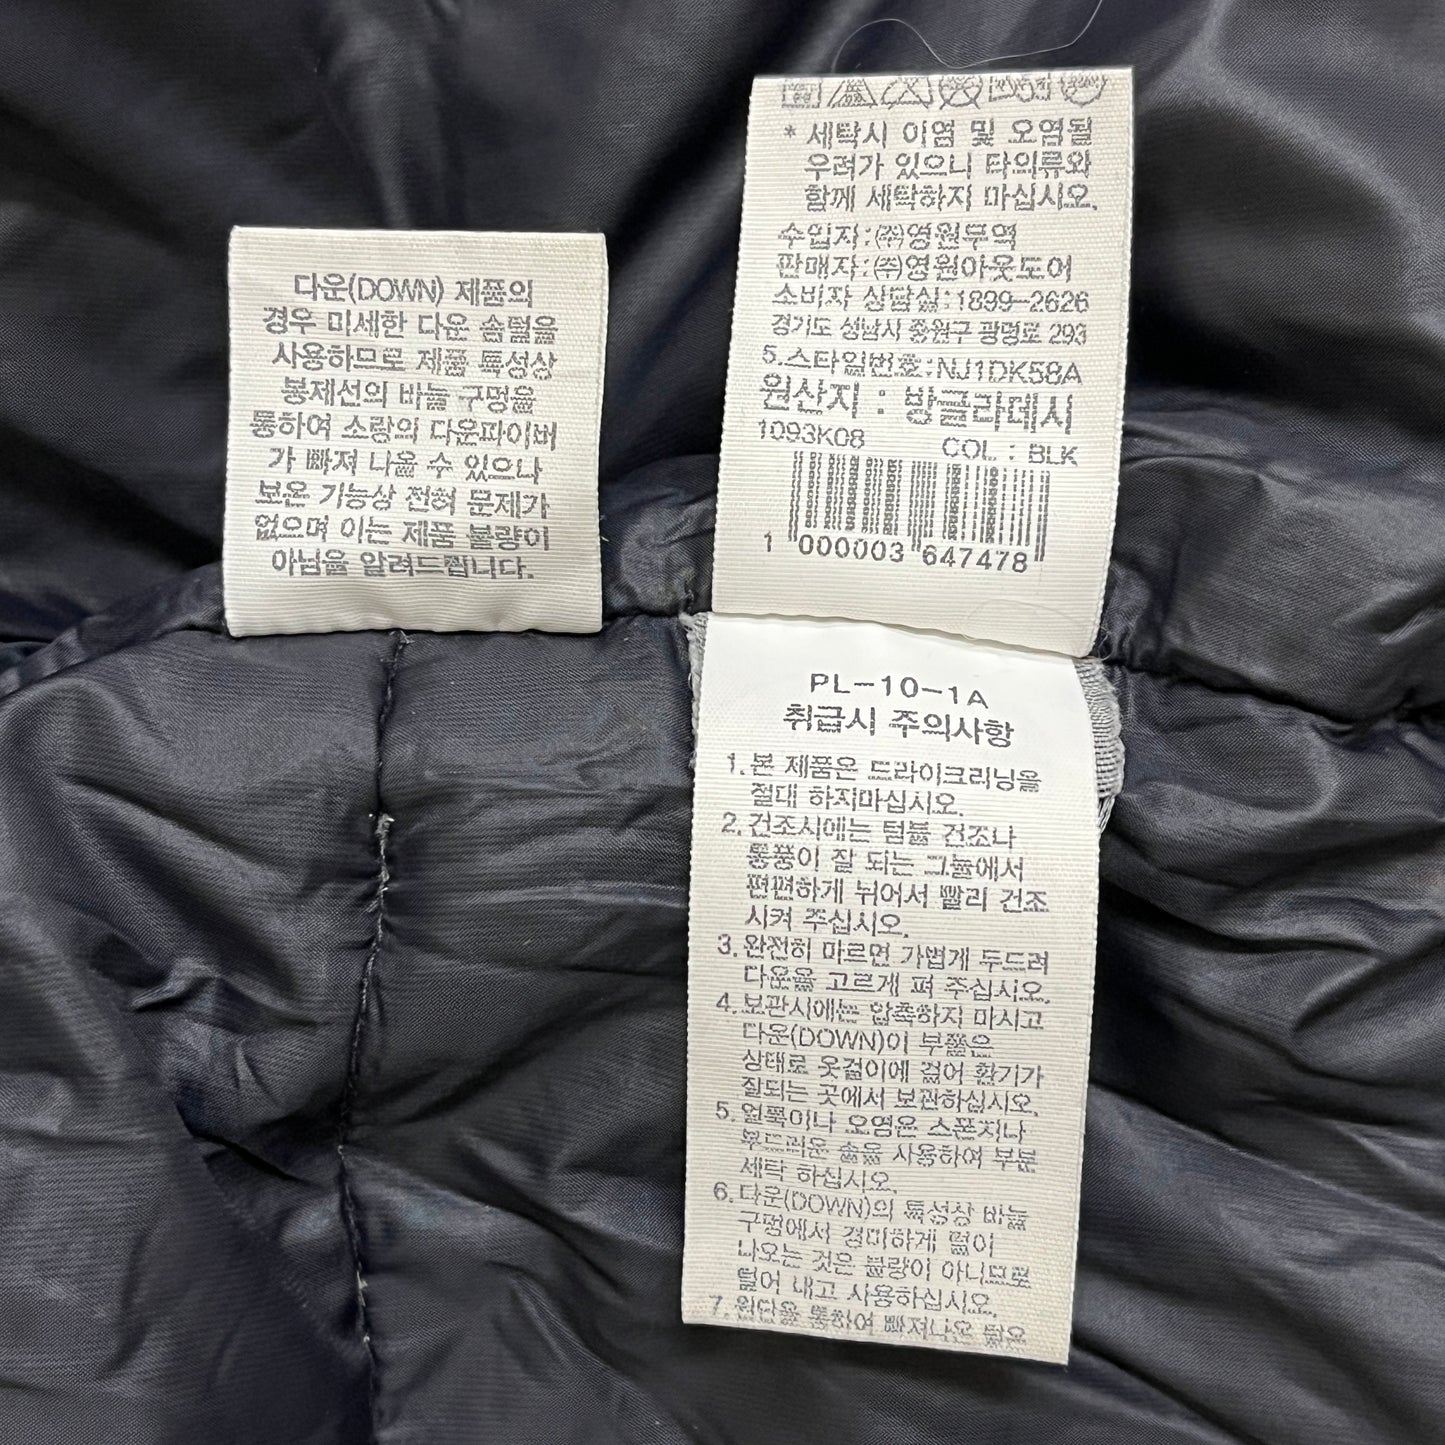 다운(DOWN) 제품의
경우 미세한 다운 솜털을
사용하므로 제품 특성상
봉제선의 바늘 구멍을
통하여 소량의 다운파이버
가 빠져 나올 수 있으나
보온 기능상 전혀 문제가
없으며 이는 제품 불량이
아님을 알려드립니다.
* 세탁시 이염 및 오염될
우려가 있으니 타의류와
함께 세탁하지 마십시오.
수입자:㈜영원무역
판매자:㈜영원아웃도어
소비자 상담실:1899-2626
경기도 성남시 중원구 광명로 293
5.스타일번호:NJ1DK58A
원산지 : 방글라데시
1093K08 COL : BLK
1 000003 647478
PL-10-1A
취급시 주의사항
1.본 제품은 드라이크리닝을
절대 하지마십시오.
2.건조시에는 텀블 건조나
통풍이 잘 되는 그늘에서
편편하게 뉘어서 빨리 건조
시켜 주십시오.
3.완전히 마르면 가볍게 두드려
다운을 고르게 펴 주십시오.
4.보관시에는 압축하지 마시고
다운(DOWN)이 부풀은
상태로 옷걸이에 걸어 환기가
잘되는 곳에서 보관하십시오.
5.얼룩이나 오염은 스폰지나
부드러운 솔을 사용하여 부분
세탁 하십시오.
6.다운(DOWN)의 특성상 바늘
구멍에서 경미하게 털이
나오는 것은 불량이 아니므로
털어 내고 사용하십시오.
7.원단을 통하여 빠져나온 털은